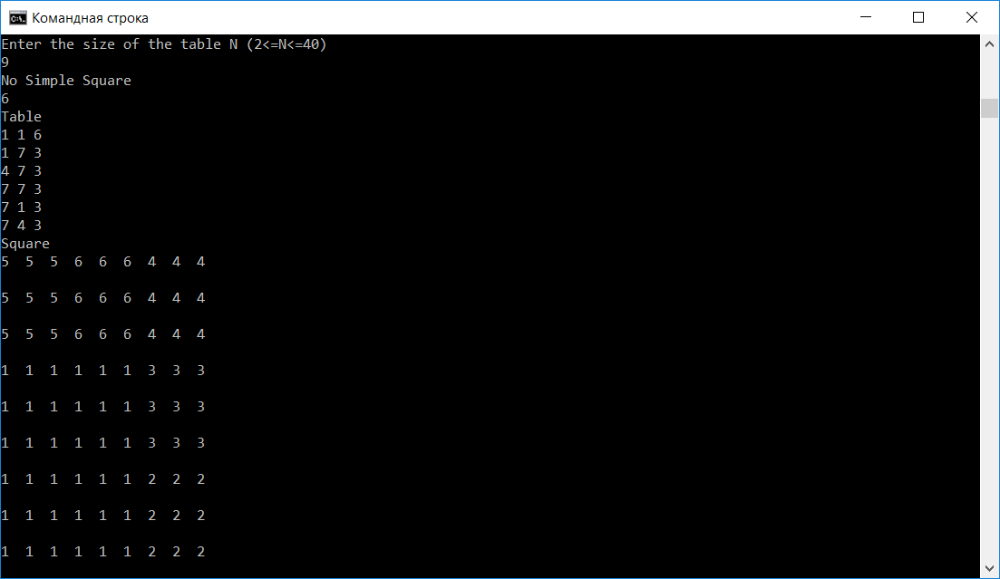 Командная строка
Enter the size of the table N (2<=N<=40)
9
No Simple Square
6
Table
1 1 6
1 7 3
4 7 3
7 7 3
7 1 3
7 4 3
Square
5  5  5  6  6  6  4  4  4
5  5  5  6  6  6  4  4  4
5  5  5  6  6  6  4  4  4
1  1  1  1  1  1  3  3  3
1  1  1  1  1  1  3  3  3
1  1  1  1  1  1  3  3  3
1  1  1  1  1  1  2  2  2
1  1  1  1  1  1  2  2  2
1  1  1  1  1  1  2  2  2